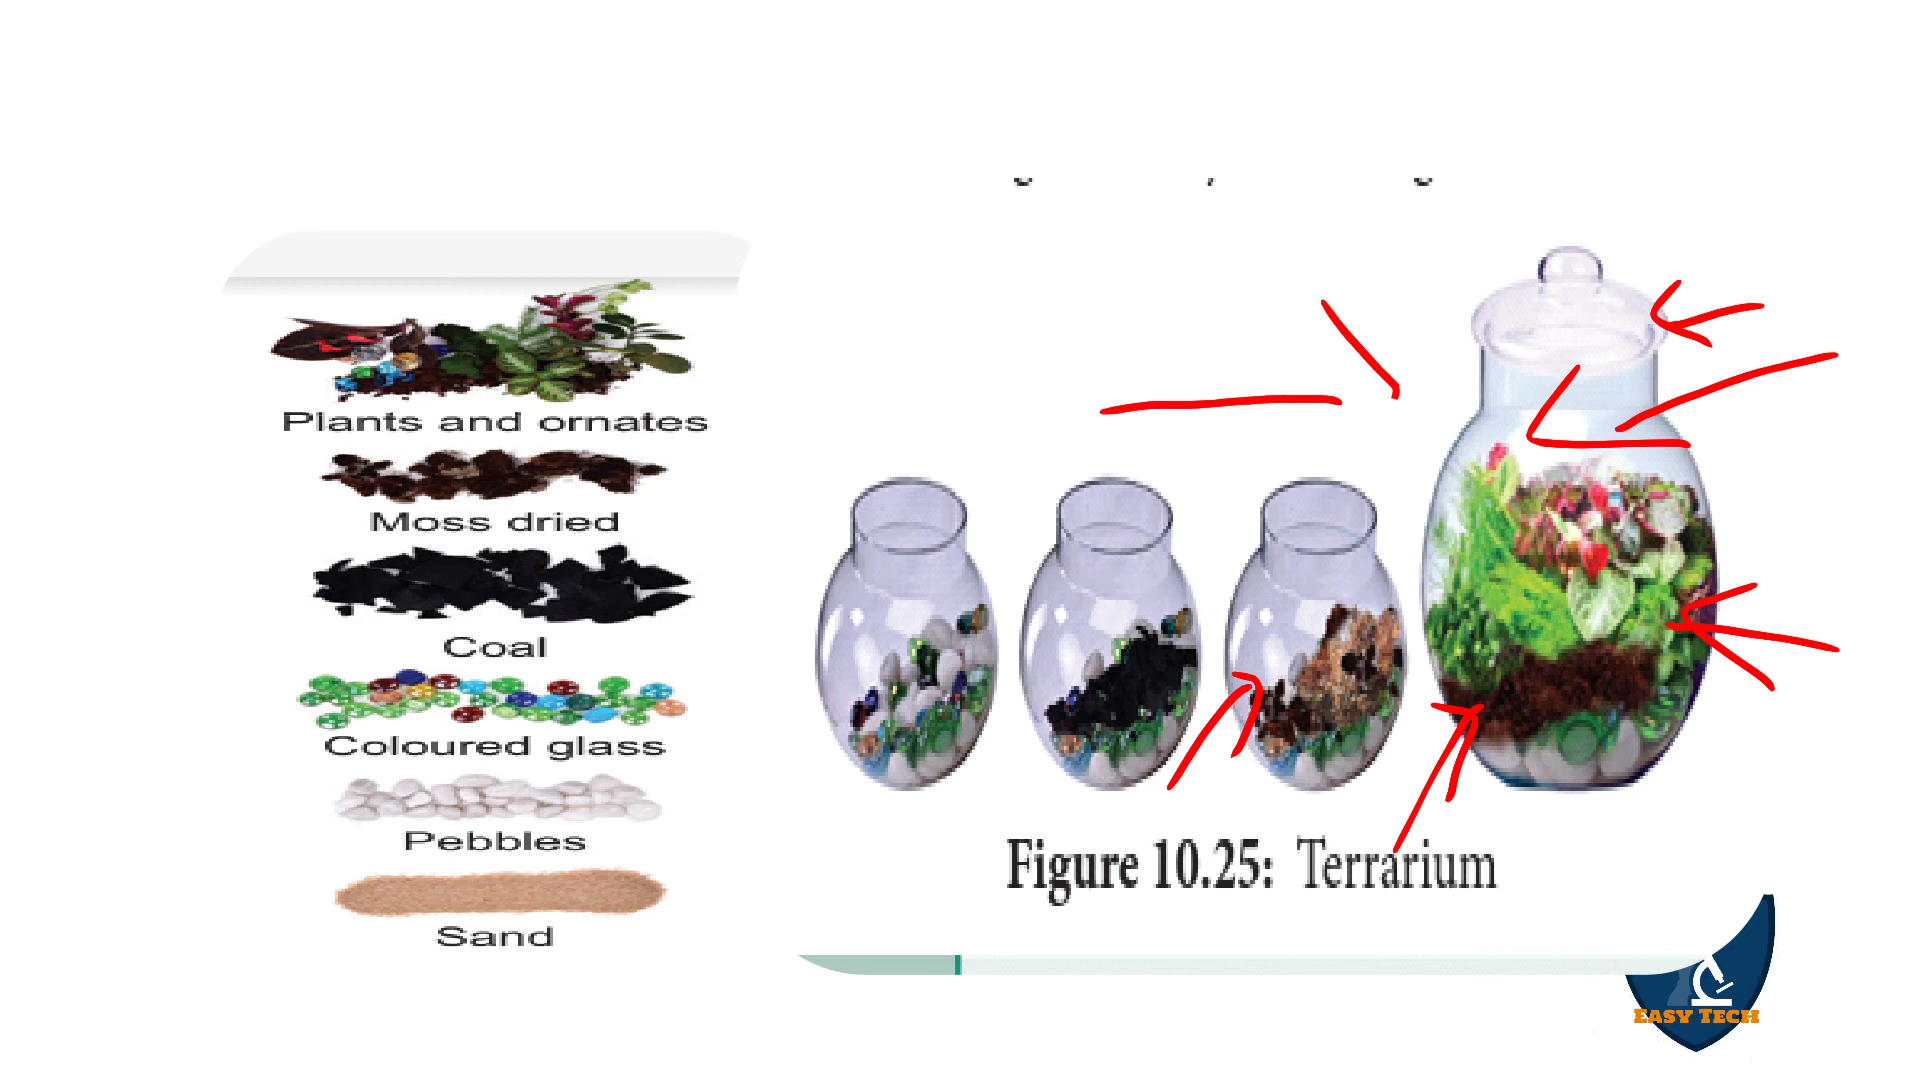 Plants and ornates
Moss dried
Coal
Coloured glass
Pebbles
Sand
Figure 10.25: Terrarium
EASY TECH